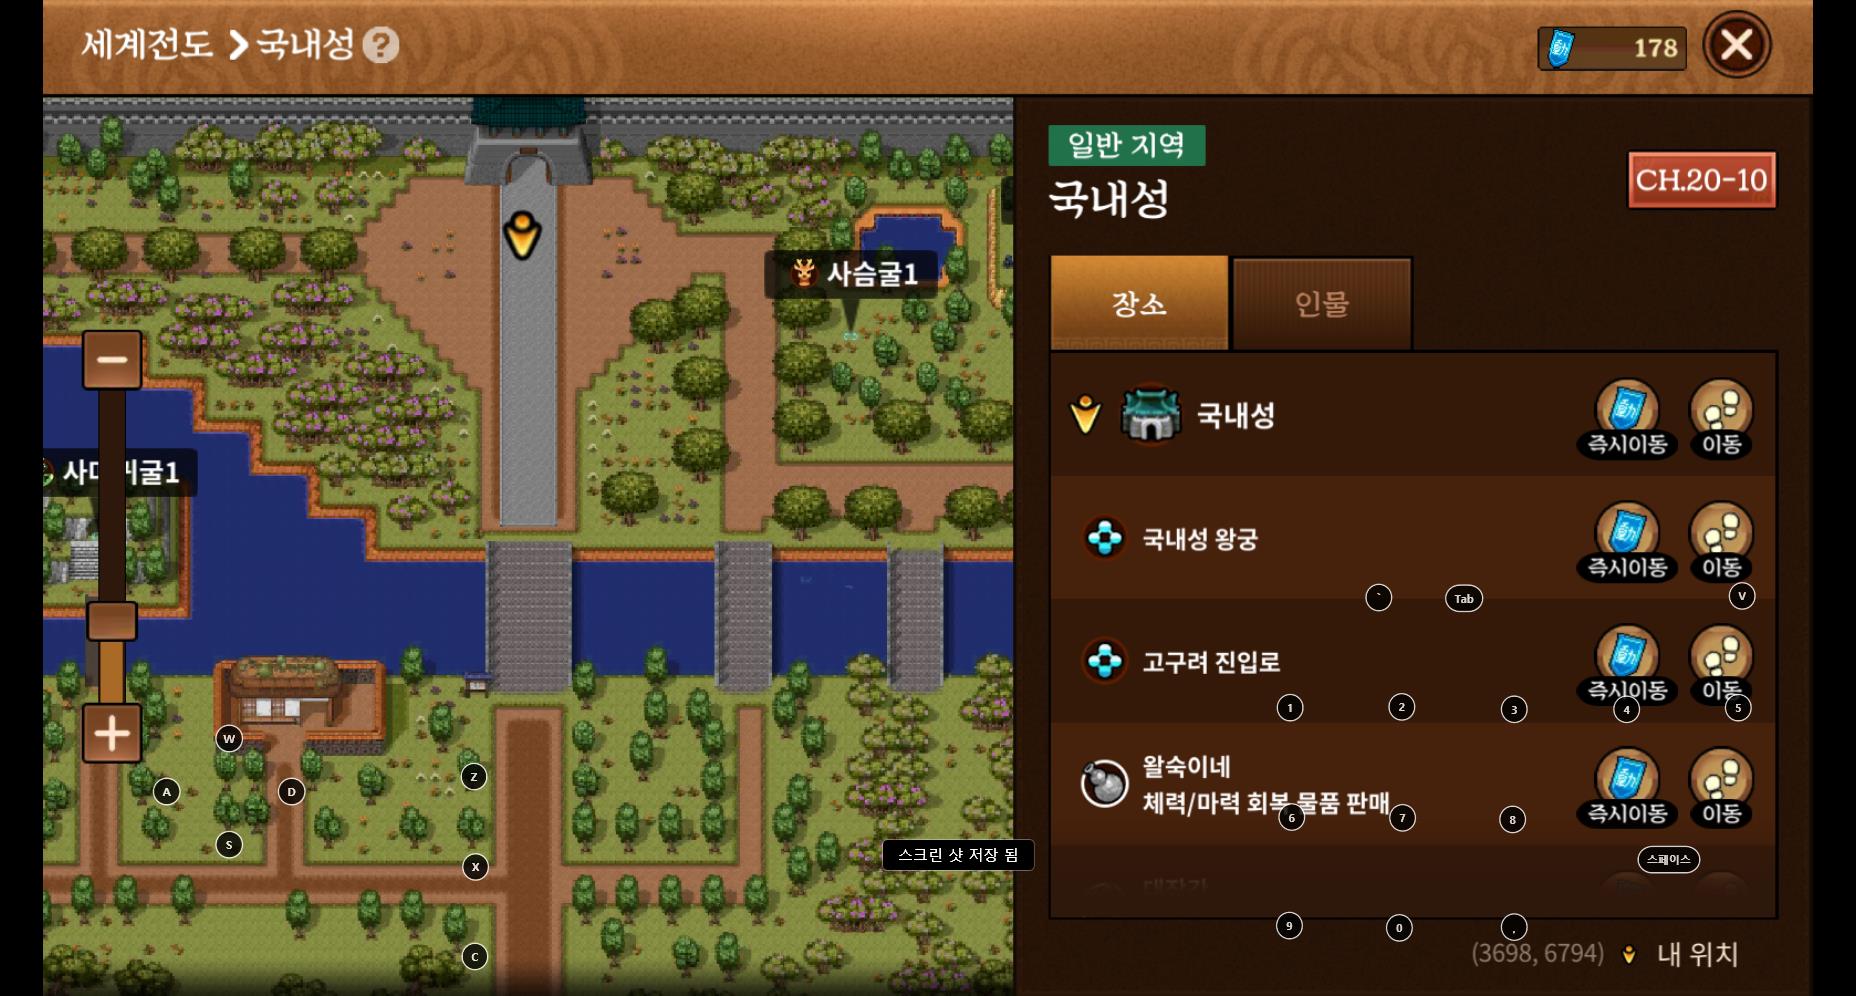 세계전도 국내성 ?
178
일반 지역
국내성
CH.20-10
사슴굴1
장소
인물
국내성
즉시이동
이동
국내성 왕궁
즉시이동
이동
`
Tab
V
고구려 진입로
즉시이동
이동
1
2
3
4
5
왈숙이네
체력/마력 회복 물품 판매
즉시이동
이동
W
A
D
Z
S
X
C
6
7
8
스크린 샷 저장 됨
스페이스
대장간
9
0
.
(3698, 6794)
내 위치